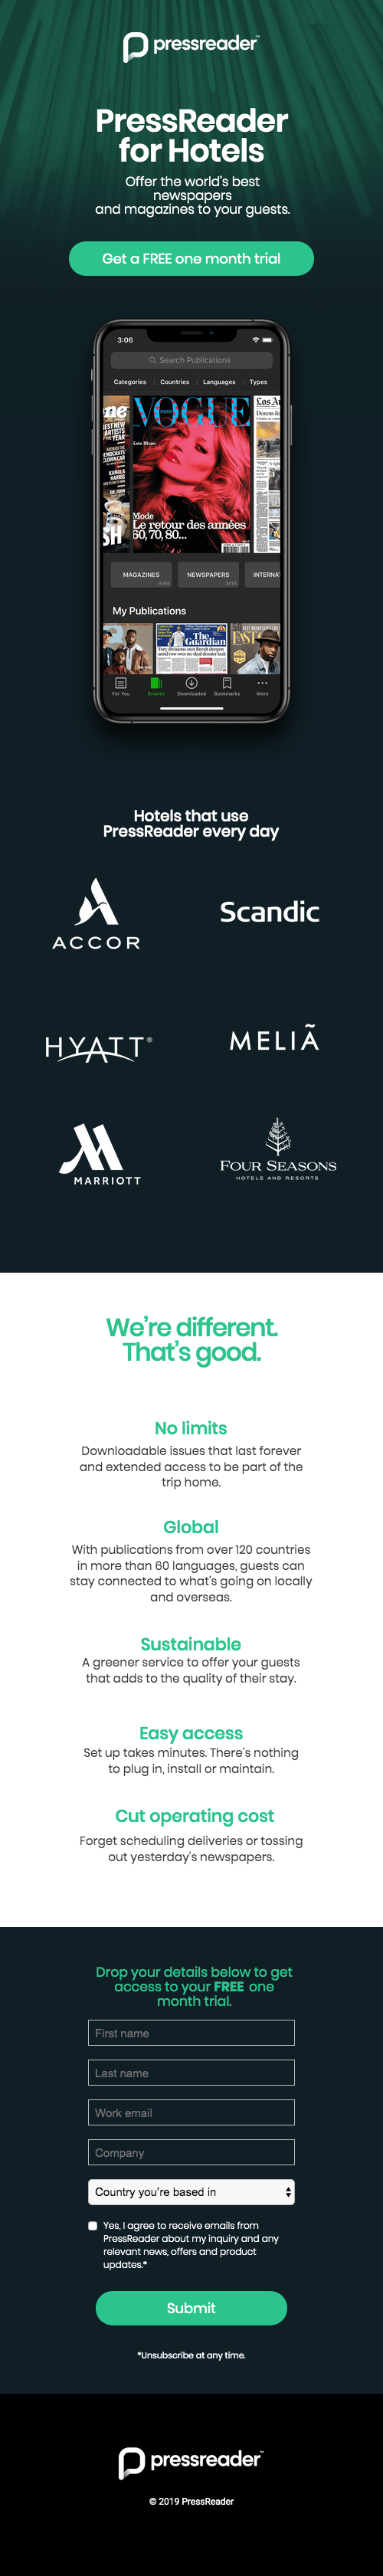 pressreader™
PressReader
for Hotels
Offer the world's best
newspapers
and magazines to your guests.
Get a FREE one month trial
3:06
Search Publications
Categories
Countries
Languages
Types
VOGUE
Mode
Le retour des années
60, 70, 80...
MAGAZINES
NEWSPAPERS
INTERNAT
My Publications
The
Guardian
For You
Browse
Downloaded
Bookmarks
More
Hotels that use
PressReader every day
ACCOR
Scandic
HYATT®
MELIÃ
MARRIOTT
FOUR SEASONS
HOTELS AND RESORTS
We're different.
That's good.
No limits
Downloadable issues that last forever
and extended access to be part of the
trip home.
Global
With publications from over 120 countries
in more than 60 languages, guests can
stay connected to what's going on locally
and overseas.
Sustainable
A greener service to offer your guests
that adds to the quality of their stay.
Easy access
Set up takes minutes. There's nothing
to plug in, install or maintain.
Cut operating cost
Forget scheduling deliveries or tossing
out yesterday's newspapers.
Drop your details below to get
access to your FREE one
month trial.
First name
Last name
Work email
Company
Country you're based in
Yes, I agree to receive emails from
PressReader about my inquiry and any
relevant news, offers and product
updates.*
Submit
*Unsubscribe at any time.
pressreader™
© 2019 PressReader